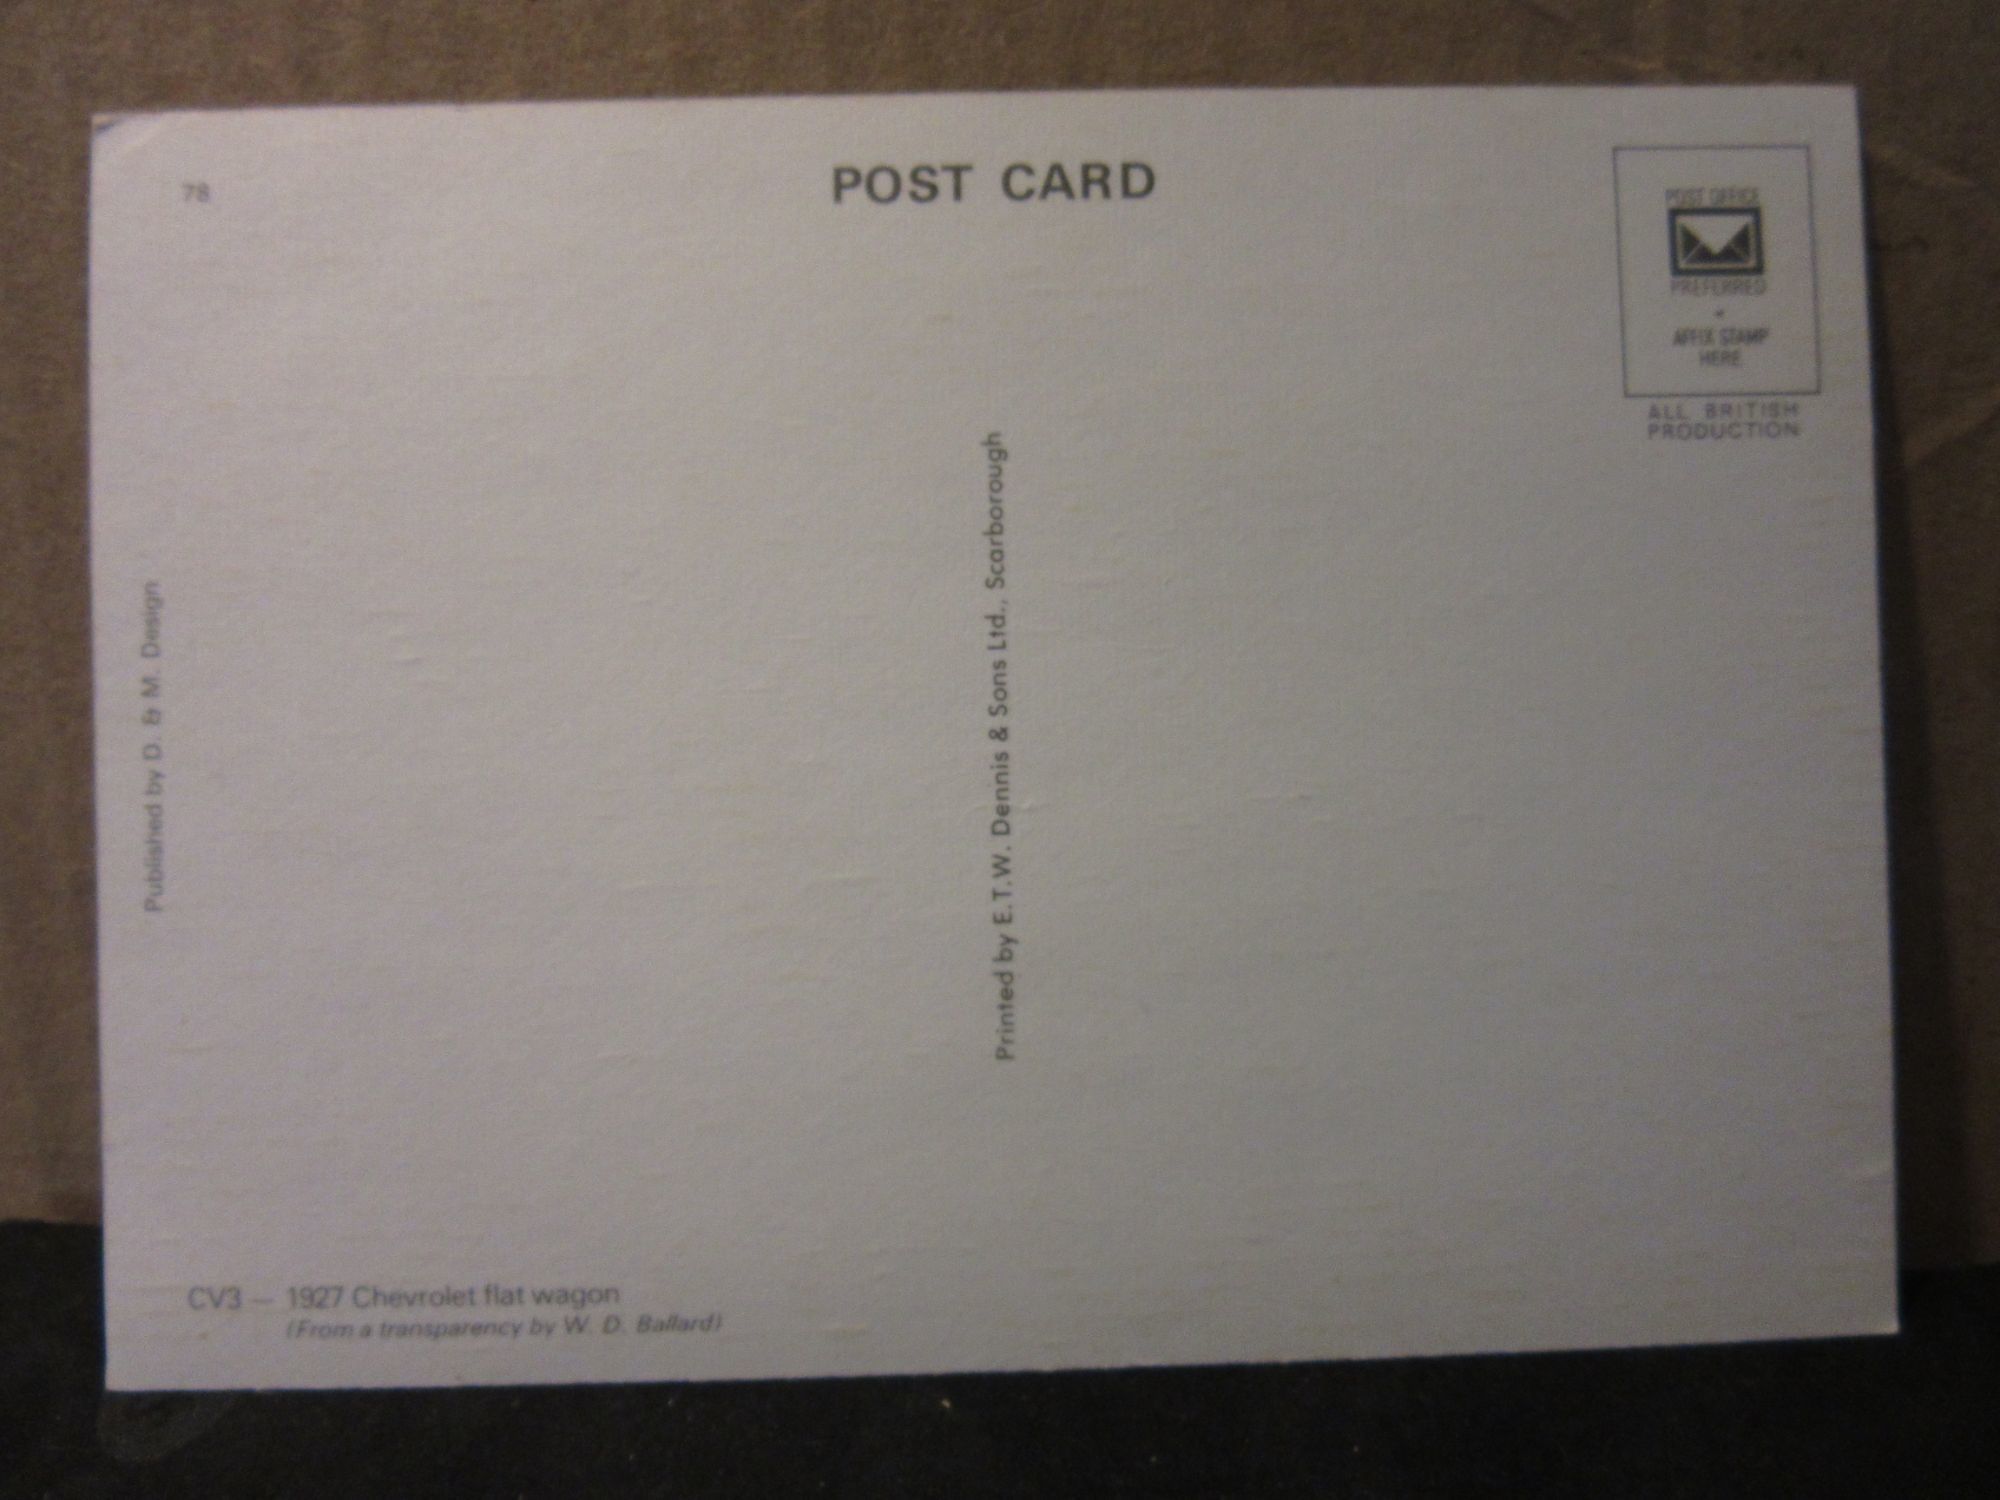 78
POST CARD
POST OFFICE
PREFERRED
AFFIX STAMP
HERE
ALL BRITISH
PRODUCTION
Published by D. & M. Design
Printed by E.T.W. Dennis & Sons Ltd., Scarborough
CV3 — 1927 Chevrolet flat wagon
(From a transparency by W. D. Ballard)